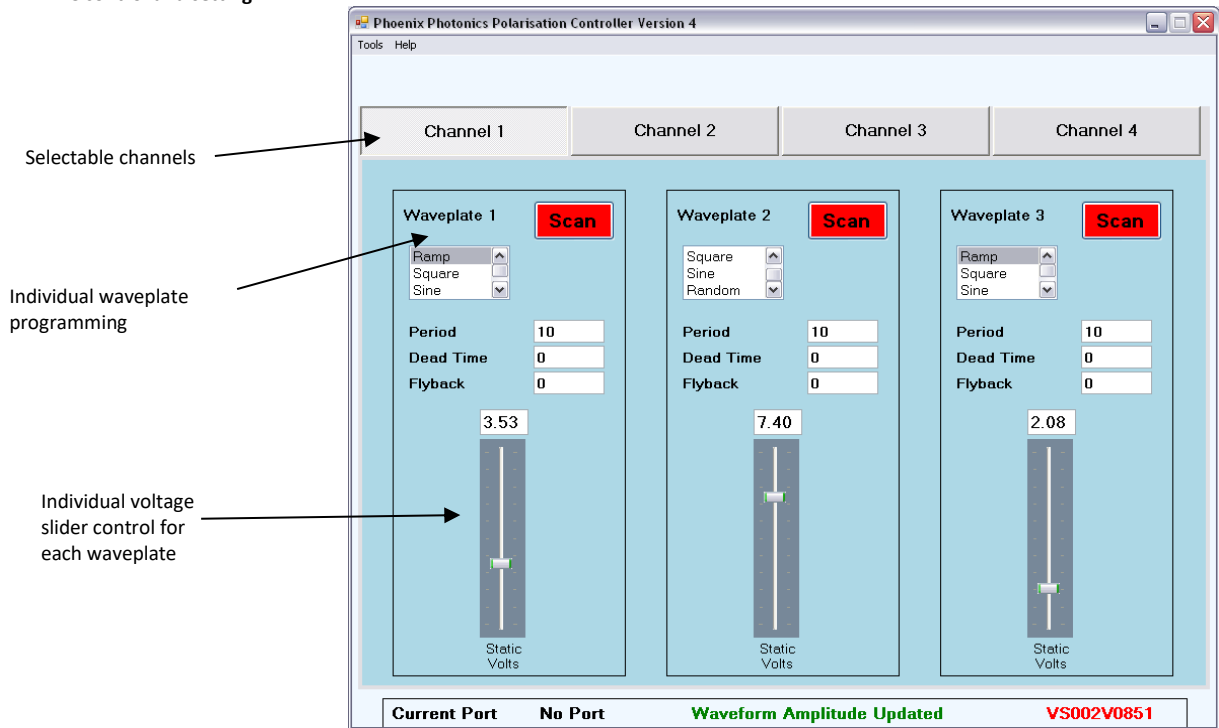 Phoenix Photonics Polarisation Controller Version 4
Tools Help
Channel 1 Channel 2 Channel 3 Channel 4
Selectable channels
Waveplate 1 Scan
Ramp
Square
Sine
Period 10
Dead Time 0
Flyback 0
3.53
Static
Volts
Waveplate 2 Scan
Square
Sine
Random
Period 10
Dead Time 0
Flyback 0
7.40
Static
Volts
Waveplate 3 Scan
Ramp
Square
Sine
Period 10
Dead Time 0
Flyback 0
2.08
Static
Volts
Individual waveplate
programming
Individual voltage
slider control for
each waveplate
Current Port No Port Waveform Amplitude Updated VS002V0851